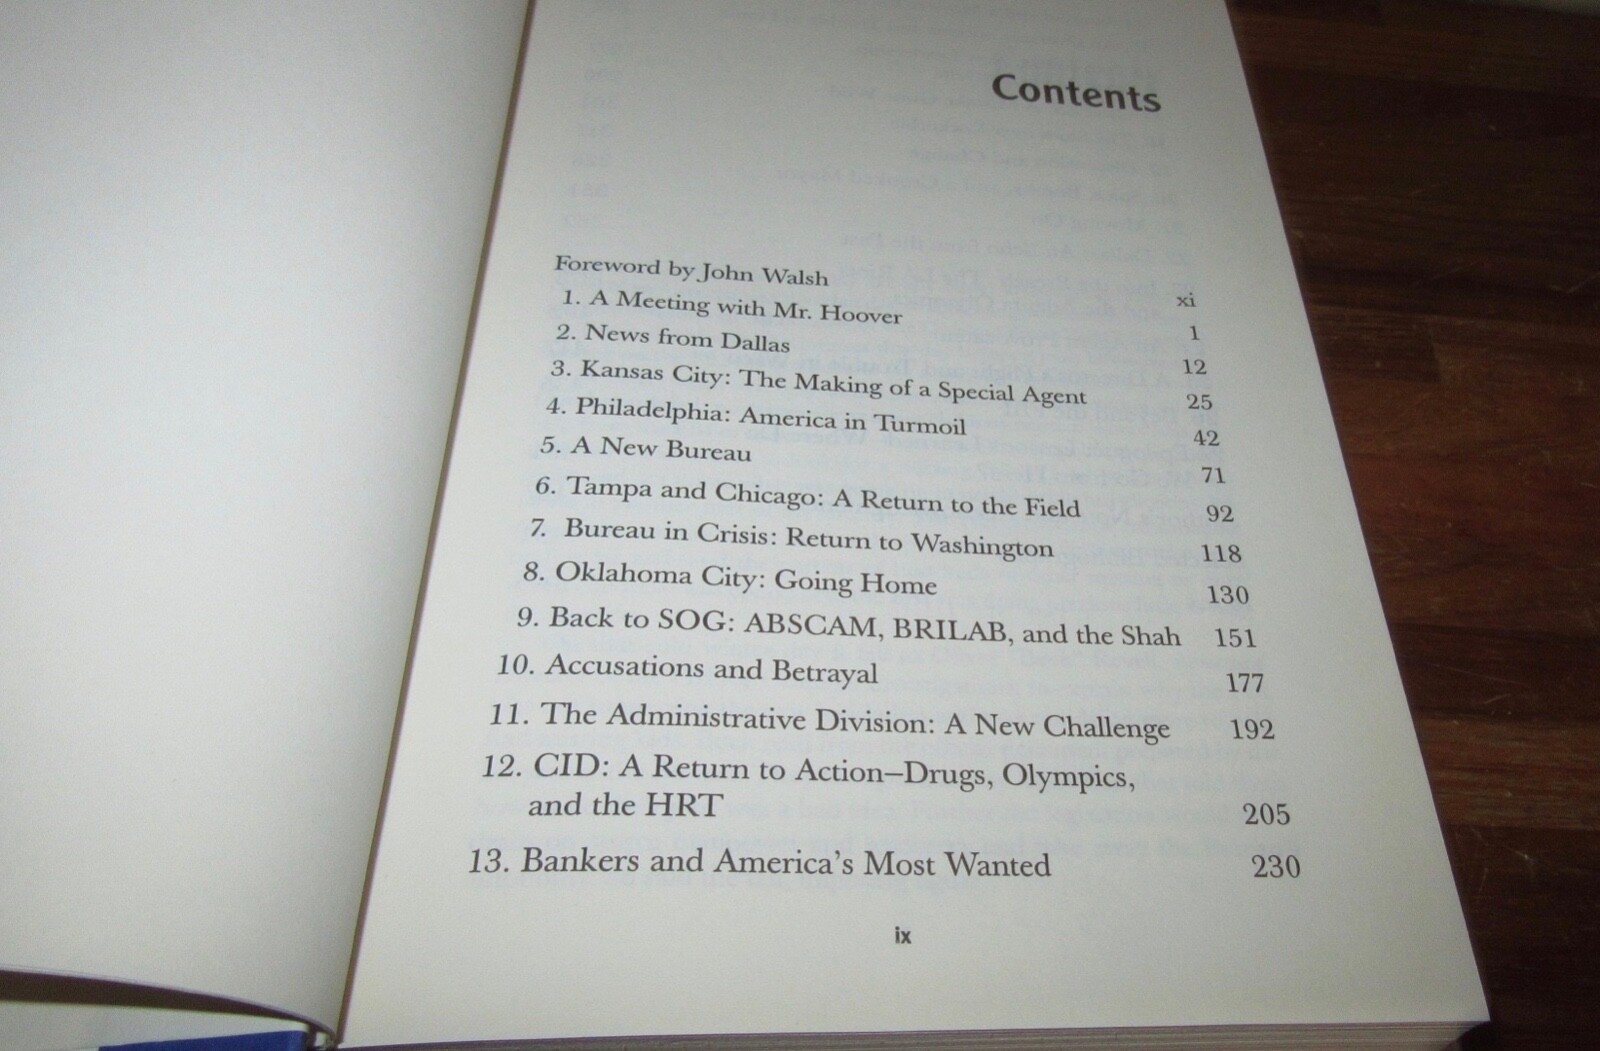 Contents
Foreword by John Walsh xi
1. A Meeting with Mr. Hoover 1
2. News from Dallas 12
3. Kansas City: The Making of a Special Agent 25
4. Philadelphia: America in Turmoil 42
5. A New Bureau 71
6. Tampa and Chicago: A Return to the Field 92
7. Bureau in Crisis: Return to Washington 118
8. Oklahoma City: Going Home 130
9. Back to SOG: ABSCAM, BRILAB, and the Shah 151
10. Accusations and Betrayal 177
11. The Administrative Division: A New Challenge 192
12. CID: A Return to Action–Drugs, Olympics,
and the HRT 205
13. Bankers and America's Most Wanted 230
ix